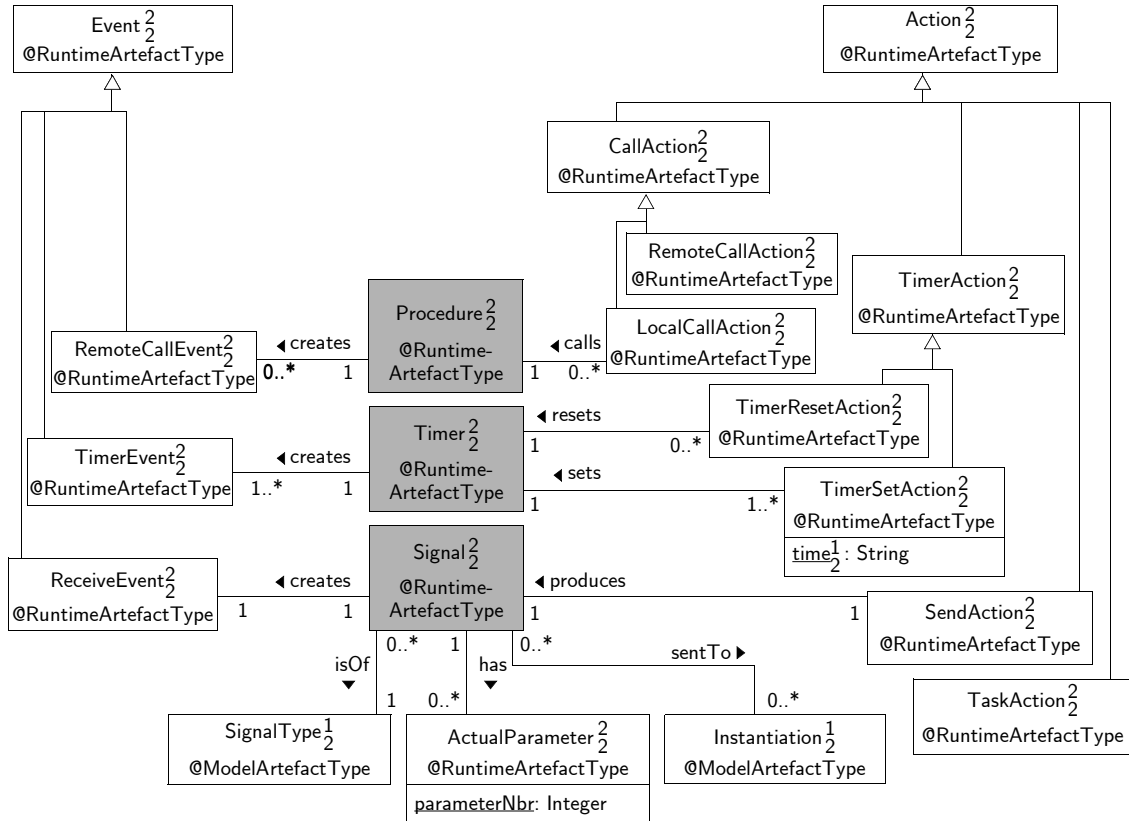 Event 2 2
@RuntimeArtefactType
Action 2 2
@RuntimeArtefactType
CallAction 2 2
@RuntimeArtefactType
RemoteCallAction 2 2
@RuntimeArtefactType
TimerAction 2 2
@RuntimeArtefactType
Procedure 2 2
@Runtime-
ArtefactType
LocalCallAction 2 2
@RuntimeArtefactType
RemoteCallEvent 2 2
@RuntimeArtefactType
◀ creates
0..* 1
◀ calls
1 0..*
Timer 2 2
@Runtime-
ArtefactType
◀ resets
1 0..*
TimerResetAction 2 2
@RuntimeArtefactType
TimerEvent 2 2
@RuntimeArtefactType
◀ creates
1..* 1
◀ sets
1 1..*
TimerSetAction 2 2
@RuntimeArtefactType
time 1 2 : String
Signal 2 2
@Runtime-
ArtefactType
ReceiveEvent 2 2
@RuntimeArtefactType
◀ creates
1 1
◀ produces
1 1
SendAction 2 2
@RuntimeArtefactType
0..* 1 0..*
isOf
▼
has
▼
sentTo ▶
1 0..* 0..*
TaskAction 2 2
@RuntimeArtefactType
SignalType 1 2
@ModelArtefactType
ActualParameter 2 2
@RuntimeArtefactType
parameterNbr: Integer
Instantiation 1 2
@ModelArtefactType